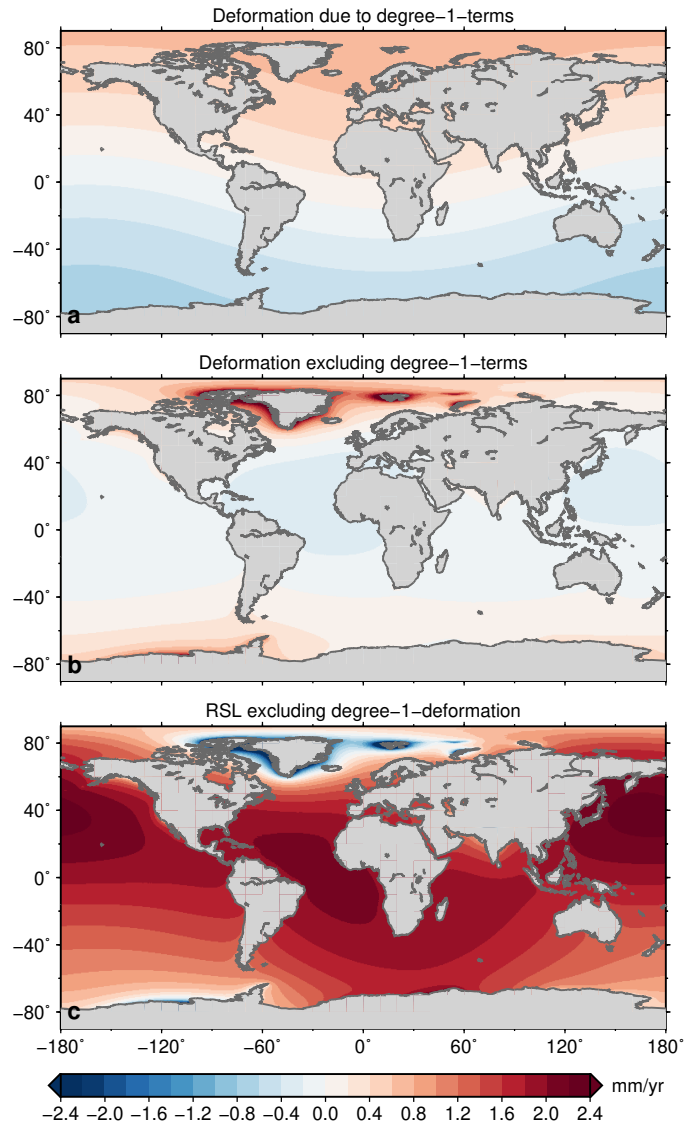 Deformation due to degree−1−terms
80˚
40˚
0˚
−40˚
−80˚
a
Deformation excluding degree−1−terms
80˚
40˚
0˚
−40˚
−80˚
b
RSL excluding degree−1−deformation
80˚
40˚
0˚
−40˚
−80˚
c
−180˚ −120˚ −60˚ 0˚ 60˚ 120˚ 180˚
mm/yr
−2.4 −2.0 −1.6 −1.2 −0.8 −0.4 0.0 0.4 0.8 1.2 1.6 2.0 2.4